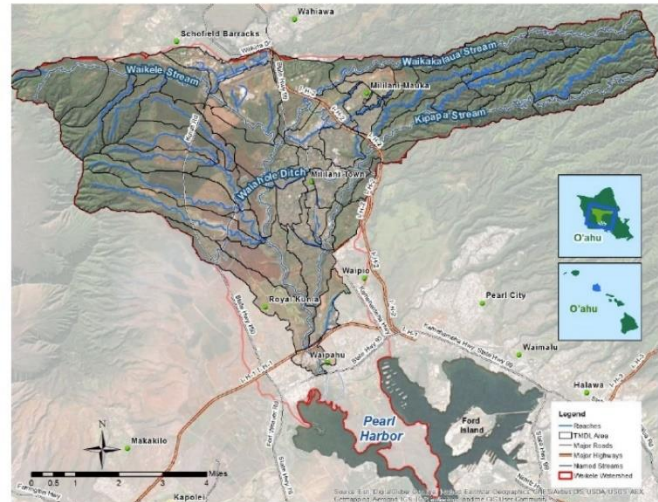 Wahiawa
Schofield Barracks
Waikele Stream
Waikakalaua Stream
Mililani Mauka
Kipapa Stream
Waiahole Ditch
Mililani Town
O'ahu
Waipio
Royal Kunia
Pearl City
O'ahu
Waipahu
Waimalu
Halawa
Pearl
Harbor
Ford
Island
Makakilo
Kapolei
N
0 1 2 3 4
Miles
Legend
Reaches
TMDL Area
Major Roads
Major Highways
Named Streams
Waikele Watershed